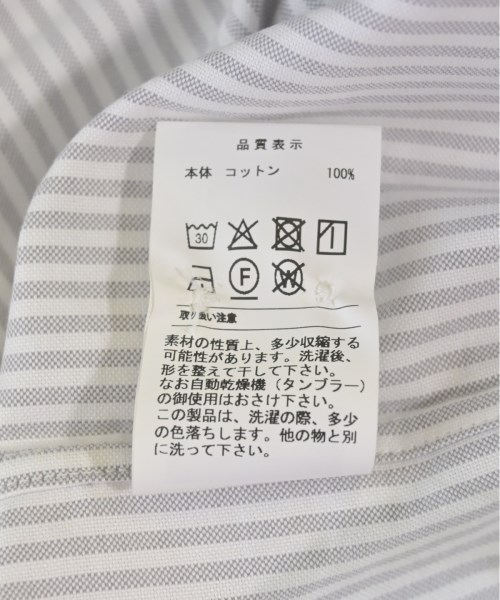 品質表示
本体 コットン 100%
30
F W
取り扱い注意
素材の性質上、多少収縮する
可能性があります。洗濯後、
形を整えて干して下さい。
なお自動乾燥機（タンブラー）
の御使用はおさけ下さい。
この製品は、洗濯の際、多少
の色落ちします。他の物と別
に洗って下さい。